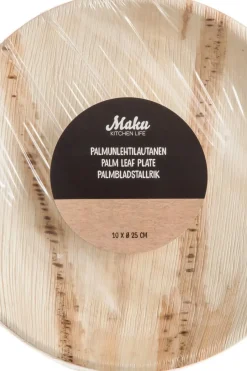 Maku
KITCHEN LIFE
PALMUNLEHTILAUTANEN
PALM LEAF PLATE
PALMBLADSTALLRIK
10 X Ø 25 CM